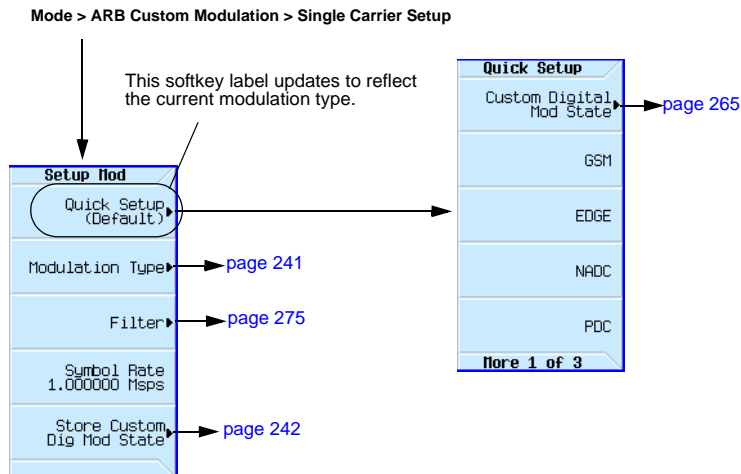 Mode > ARB Custom Modulation > Single Carrier Setup
This softkey label updates to reflect
the current modulation type.
Setup Mod
Quick Setup
(Default)
Modulation Type
page 241
Filter
page 275
Symbol Rate
1.000000 Msps
Store Custom
Dig Mod State
page 242
Quick Setup
Custom Digital
Mod State
page 265
GSM
EDGE
NADC
PDC
More 1 of 3